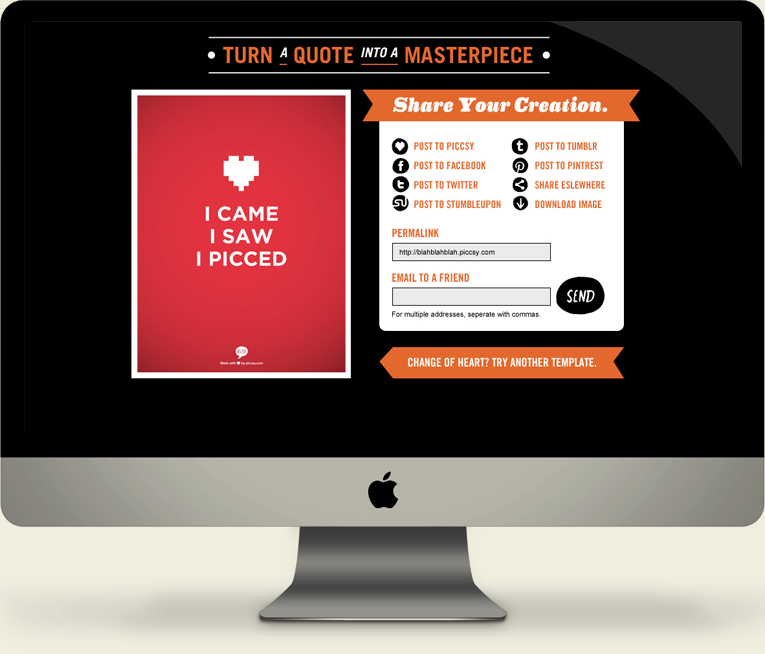 TURN A QUOTE INTO A MASTERPIECE
I CAME
I SAW
I PICCED
Made with by piccsy.com
Share Your Creation.
POST TO PICCSY
POST TO TUMBLR
POST TO FACEBOOK
POST TO PINTREST
POST TO TWITTER
SHARE ESLEWHERE
POST TO STUMBLEUPON
DOWNLOAD IMAGE
PERMALINK
http://blahblahblah.piccsy.com
EMAIL TO A FRIEND
SEND
For multiple addresses, seperate with commas.
CHANGE OF HEART? TRY ANOTHER TEMPLATE.